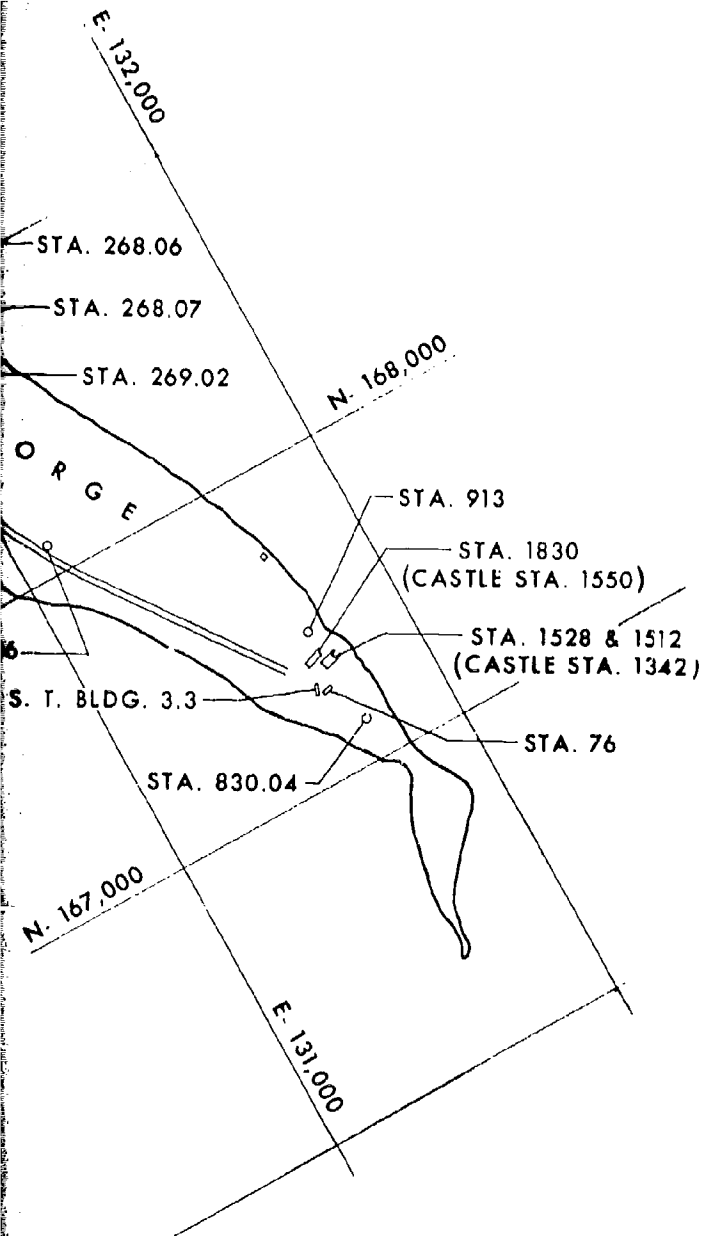 E- 132,000
STA. 268.06
STA. 268.07
STA. 269.02
N- 168,000
ORGE
STA. 913
STA. 1830
(CASTLE STA. 1550)
STA. 1528 & 1512
(CASTLE STA. 1342)
6
S. T. BLDG. 3.3
STA. 76
STA. 830.04
N- 167,000
E- 131,000